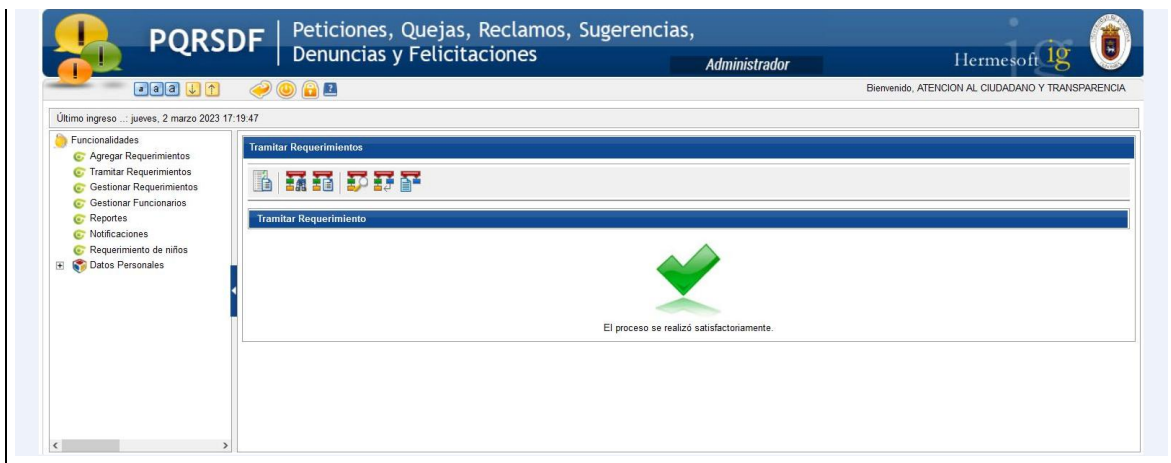 PQRSDF
Peticiones, Quejas, Reclamos, Sugerencias,
Denuncias y Felicitaciones
Administrador
Hermesoft ig
a a a
Bienvenido, ATENCION AL CIUDADANO Y TRANSPARENCIA
Último ingreso ..: jueves, 2 marzo 2023 17:19:47
Funcionalidades
Agregar Requerimientos
Tramitar Requerimientos
Gestionar Requerimientos
Gestionar Funcionarios
Reportes
Notificaciones
Requerimiento de niños
Datos Personales
Tramitar Requerimientos
Tramitar Requerimiento
El proceso se realizó satisfactoriamente.